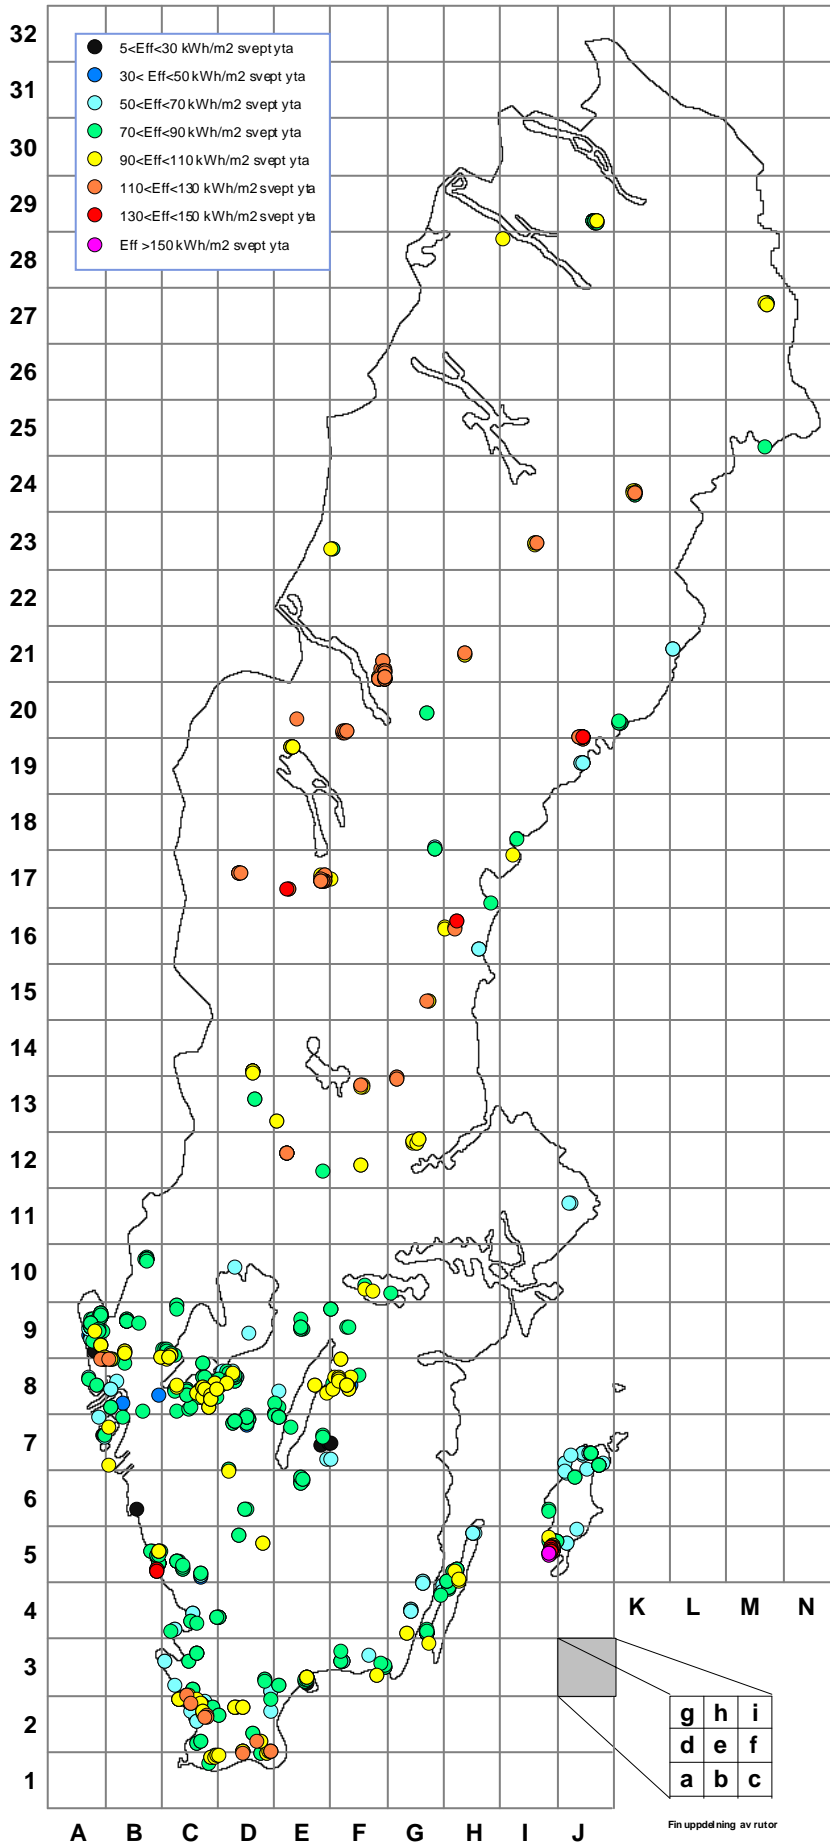 32
5<Eff<30 kWh/m2 svept yta
30< Eff<50 kWh/m2 svept yta
31
50<Eff<70 kWh/m2 svept yta
70<Eff<90 kWh/m2 svept yta
30
90<Eff<110 kWh/m2 svept yta
110<Eff<130 kWh/m2 svept yta
29
130<Eff<150 kWh/m2 svept yta
Eff >150 kWh/m2 svept yta
28
27
26
25
24
23
22
21
20
19
18
17
16
15
14
13
12
11
10
9
8
7
6
5
4
K L M N
3
g h i
2
d e f
a b c
1
Fin uppdelning av rutor
A B C D E F G H I J